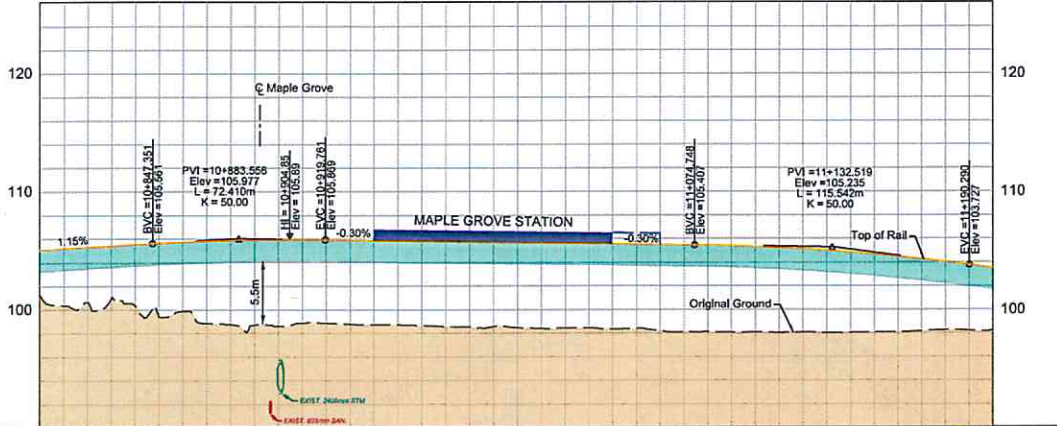 120
120
℄ Maple Grove
BVC =10+847.351
Elev =105.561
PVI =10+883.556
Elev =105.977
L = 72.410m
K = 50.00
HI = 10+904.85
Elev = 105.89
EVC =10+919.761
Elev =105.869
BVC =11+074.748
Elev =105.407
PVI =11+132.519
Elev =105.235
L = 115.542m
K = 50.00
EVC =11+190.290
Elev =103.727
110
110
MAPLE GROVE STATION
1.15%
-0.30%
-0.30%
Top of Rail
5.5m
Original Ground
100
100
EXIST. 2400mm STM
EXIST. SAN.